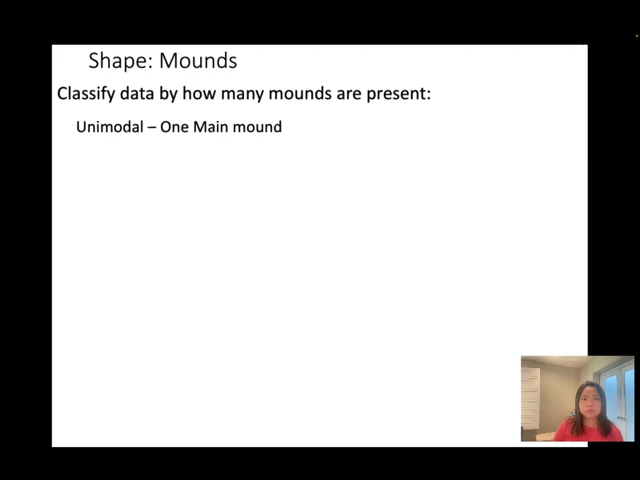 Shape: Mounds
Classify data by how many mounds are present:
Unimodal – One Main mound